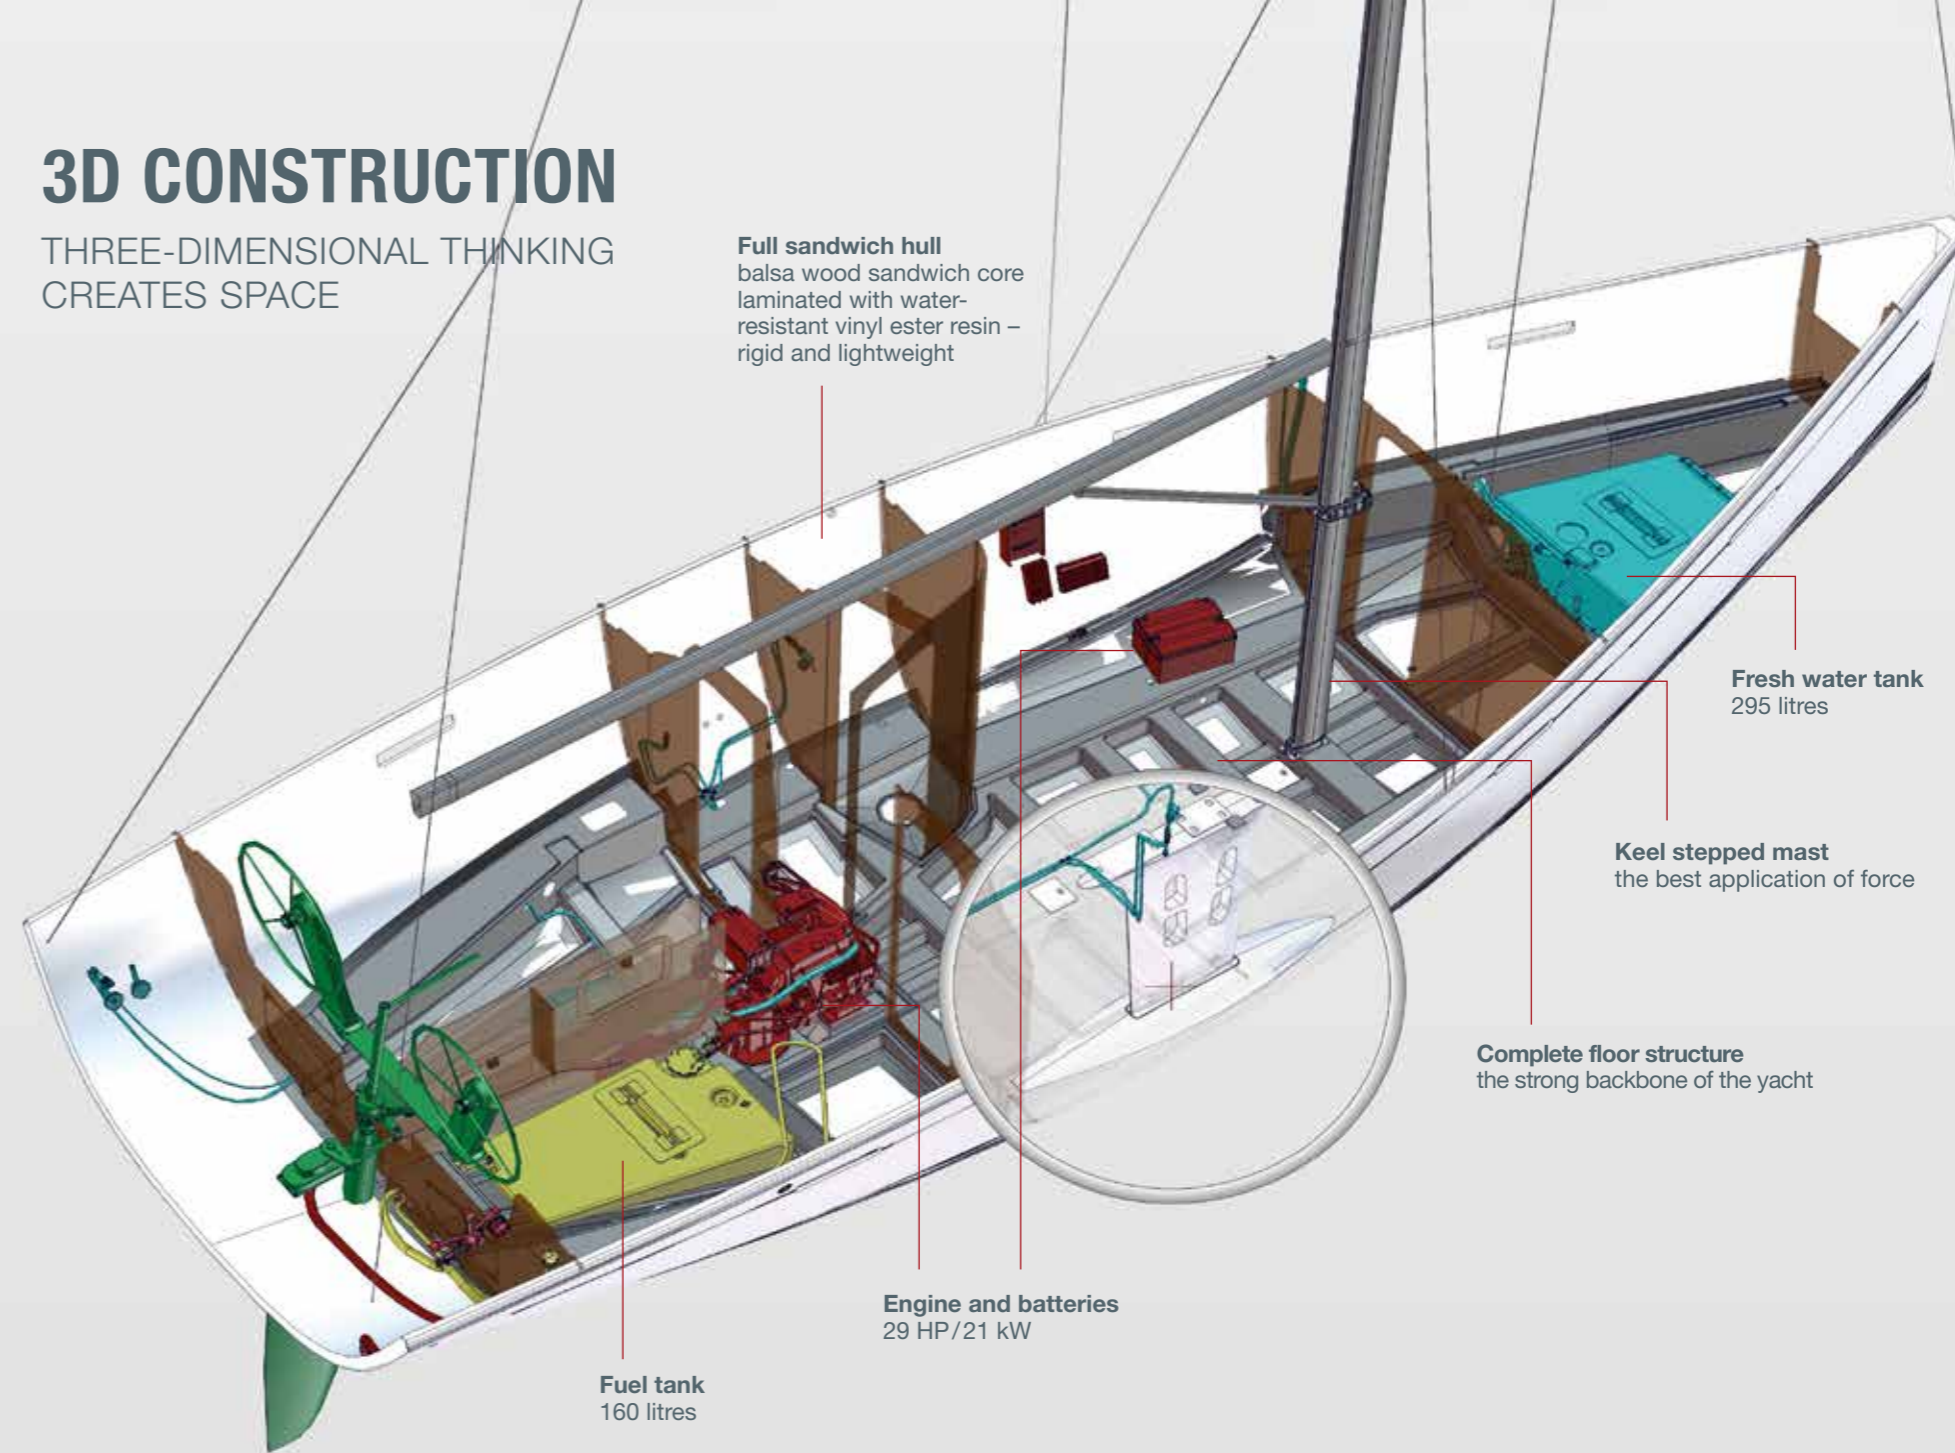 3D CONSTRUCTION
THREE-DIMENSIONAL THINKING
CREATES SPACE
Full sandwich hull
balsa wood sandwich core
laminated with water-
resistant vinyl ester resin –
rigid and lightweight
Fresh water tank
295 litres
Keel stepped mast
the best application of force
Complete floor structure
the strong backbone of the yacht
Engine and batteries
29 HP/21 kW
Fuel tank
160 litres